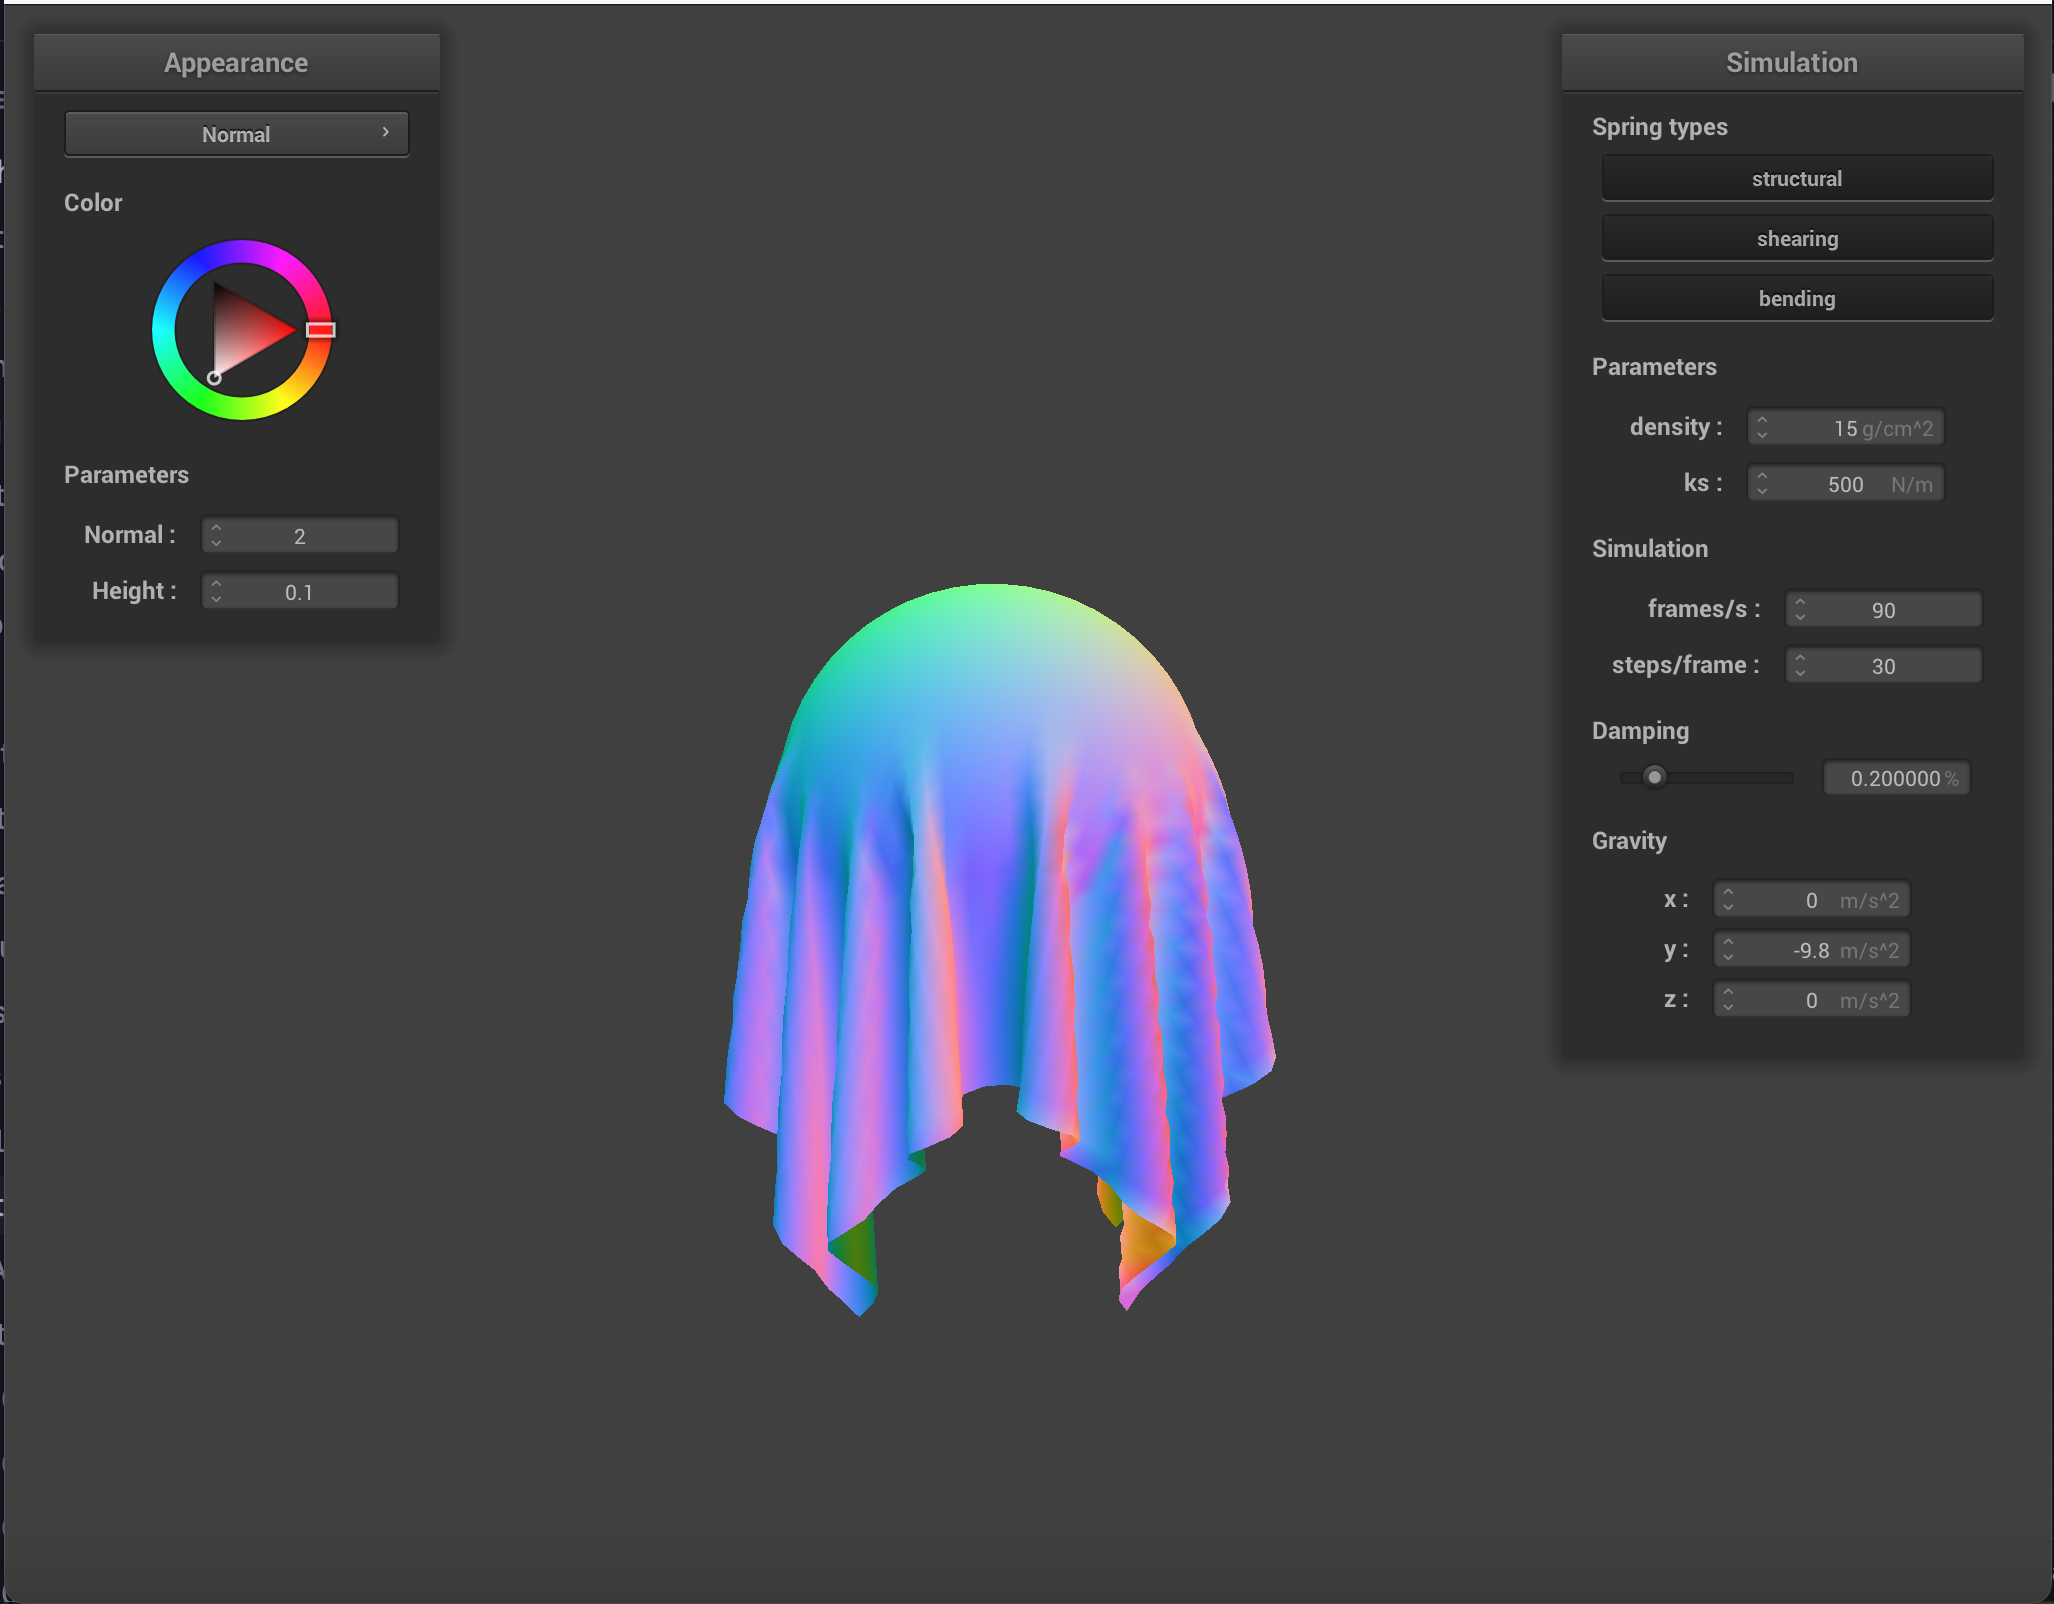 Appearance
Normal
Color
Parameters
Normal : 2
Height : 0.1
Simulation
Spring types
structural
shearing
bending
Parameters
density : 15 g/cm^2
ks : 500 N/m
Simulation
frames/s : 90
steps/frame : 30
Damping
0.200000 %
Gravity
x : 0 m/s^2
y : -9.8 m/s^2
z : 0 m/s^2